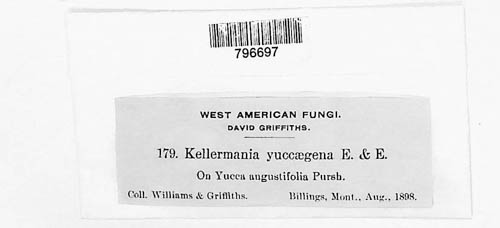 796697
WEST AMERICAN FUNGI.
DAVID GRIFFITHS.
179. Kellermania yuccægena E. & E.
On Yucca angustifolia Pursh.
Coll. Williams & Griffiths. Billings, Mont., Aug., 1898.